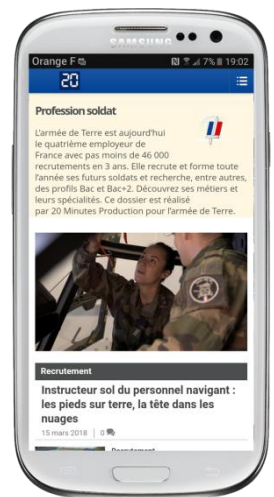 SAMSUNG
Orange F 7% 19:02
20
Profession soldat
L'armée de Terre est aujourd'hui
le quatrième employeur de
France avec pas moins de 46 000
recrutements en 3 ans. Elle recrute et forme toute
l'année ses futurs soldats et recherche, entre autres,
des profils Bac et Bac+2. Découvrez ses métiers et
leurs spécialités. Ce dossier est réalisé
par 20 Minutes Production pour l'armée de Terre.
Recrutement
Instructeur sol du personnel navigant :
les pieds sur terre, la tête dans les
nuages
15 mars 2018 | 0
Recrutement